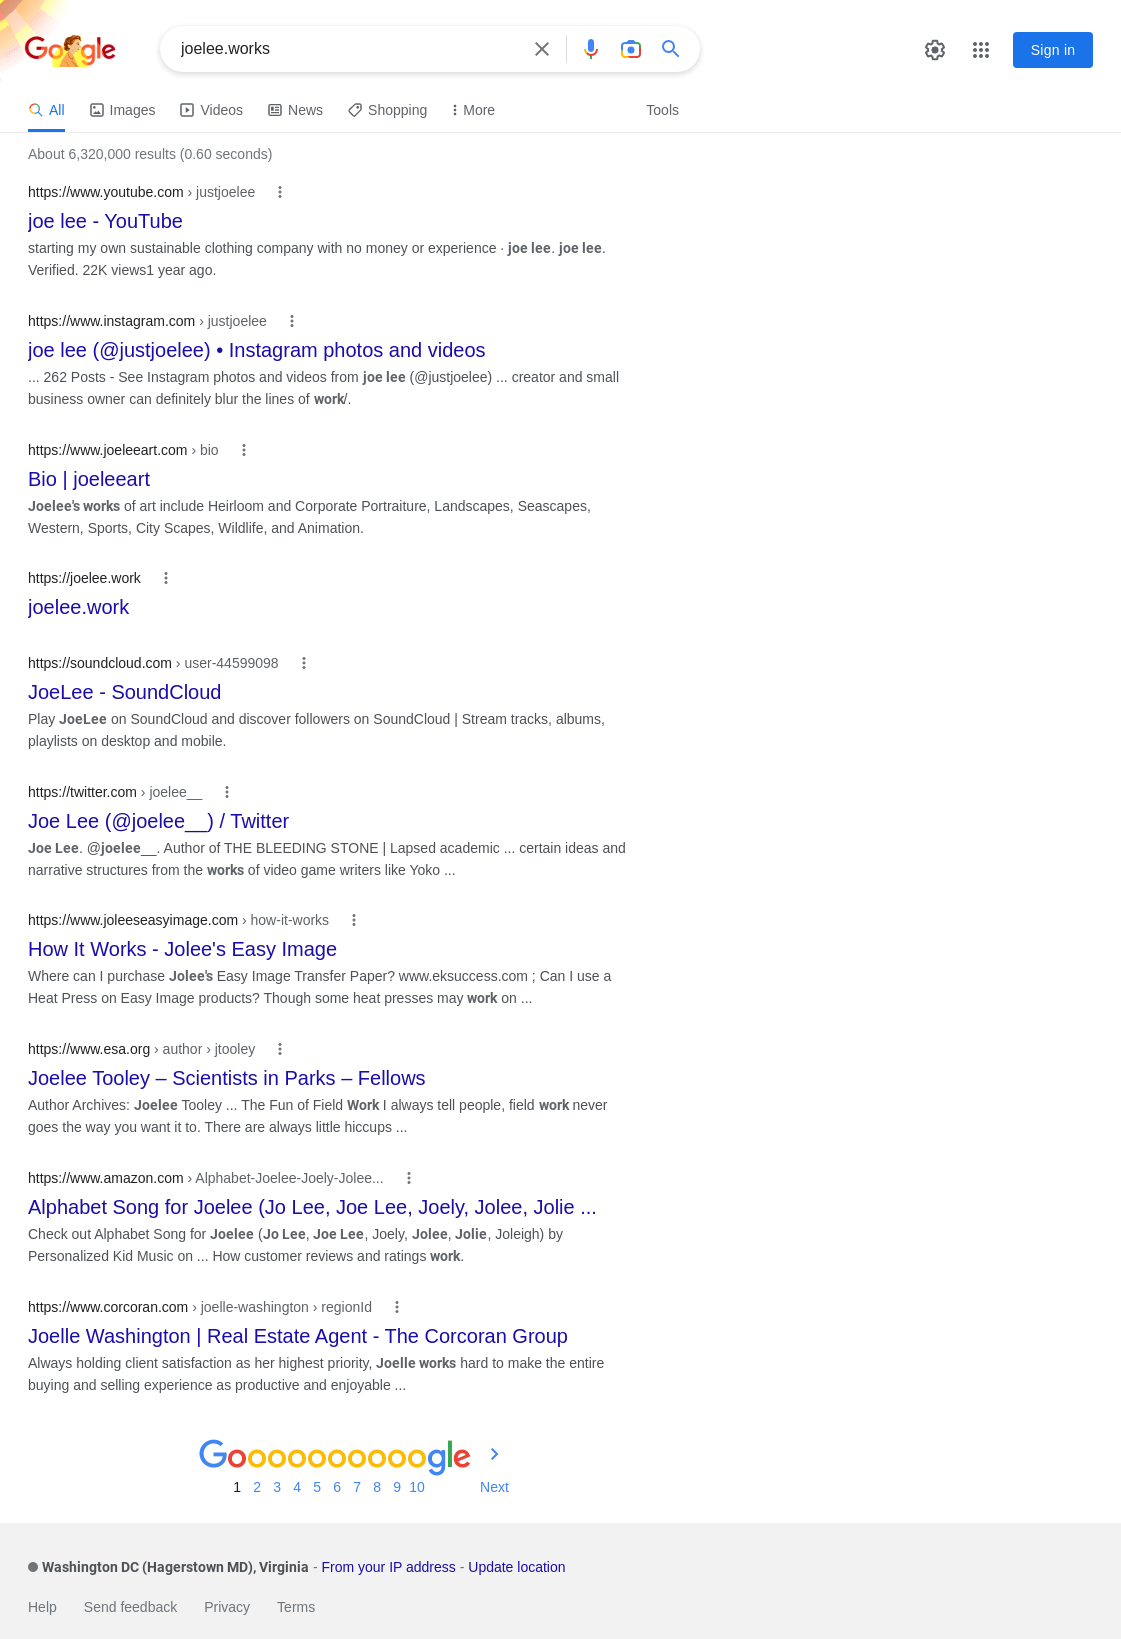 Google
joelee.works
Sign in
All Images Videos News Shopping More Tools
About 6,320,000 results (0.60 seconds)
https://www.youtube.com › justjoelee
joe lee - YouTube
starting my own sustainable clothing company with no money or experience · joe lee. joe lee.
Verified. 22K views1 year ago.
https://www.instagram.com › justjoelee
joe lee (@justjoelee) • Instagram photos and videos
... 262 Posts - See Instagram photos and videos from joe lee (@justjoelee) ... creator and small
business owner can definitely blur the lines of work/.
https://www.joeleeart.com › bio
Bio | joeleeart
Joelee's works of art include Heirloom and Corporate Portraiture, Landscapes, Seascapes,
Western, Sports, City Scapes, Wildlife, and Animation.
https://joelee.work
joelee.work
https://soundcloud.com › user-44599098
JoeLee - SoundCloud
Play JoeLee on SoundCloud and discover followers on SoundCloud | Stream tracks, albums,
playlists on desktop and mobile.
https://twitter.com › joelee__
Joe Lee (@joelee__) / Twitter
Joe Lee. @joelee__. Author of THE BLEEDING STONE | Lapsed academic ... certain ideas and
narrative structures from the works of video game writers like Yoko ...
https://www.joleeseasyimage.com › how-it-works
How It Works - Jolee's Easy Image
Where can I purchase Jolee's Easy Image Transfer Paper? www.eksuccess.com ; Can I use a
Heat Press on Easy Image products? Though some heat presses may work on ...
https://www.esa.org › author › jtooley
Joelee Tooley – Scientists in Parks – Fellows
Author Archives: Joelee Tooley ... The Fun of Field Work I always tell people, field work never
goes the way you want it to. There are always little hiccups ...
https://www.amazon.com › Alphabet-Joelee-Joely-Jolee...
Alphabet Song for Joelee (Jo Lee, Joe Lee, Joely, Jolee, Jolie ...
Check out Alphabet Song for Joelee (Jo Lee, Joe Lee, Joely, Jolee, Jolie, Joleigh) by
Personalized Kid Music on ... How customer reviews and ratings work.
https://www.corcoran.com › joelle-washington › regionId
Joelle Washington | Real Estate Agent - The Corcoran Group
Always holding client satisfaction as her highest priority, Joelle works hard to make the entire
buying and selling experience as productive and enjoyable ...
Goooooooooogle
1 2 3 4 5 6 7 8 9 10 Next
Washington DC (Hagerstown MD), Virginia - From your IP address - Update location
Help Send feedback Privacy Terms